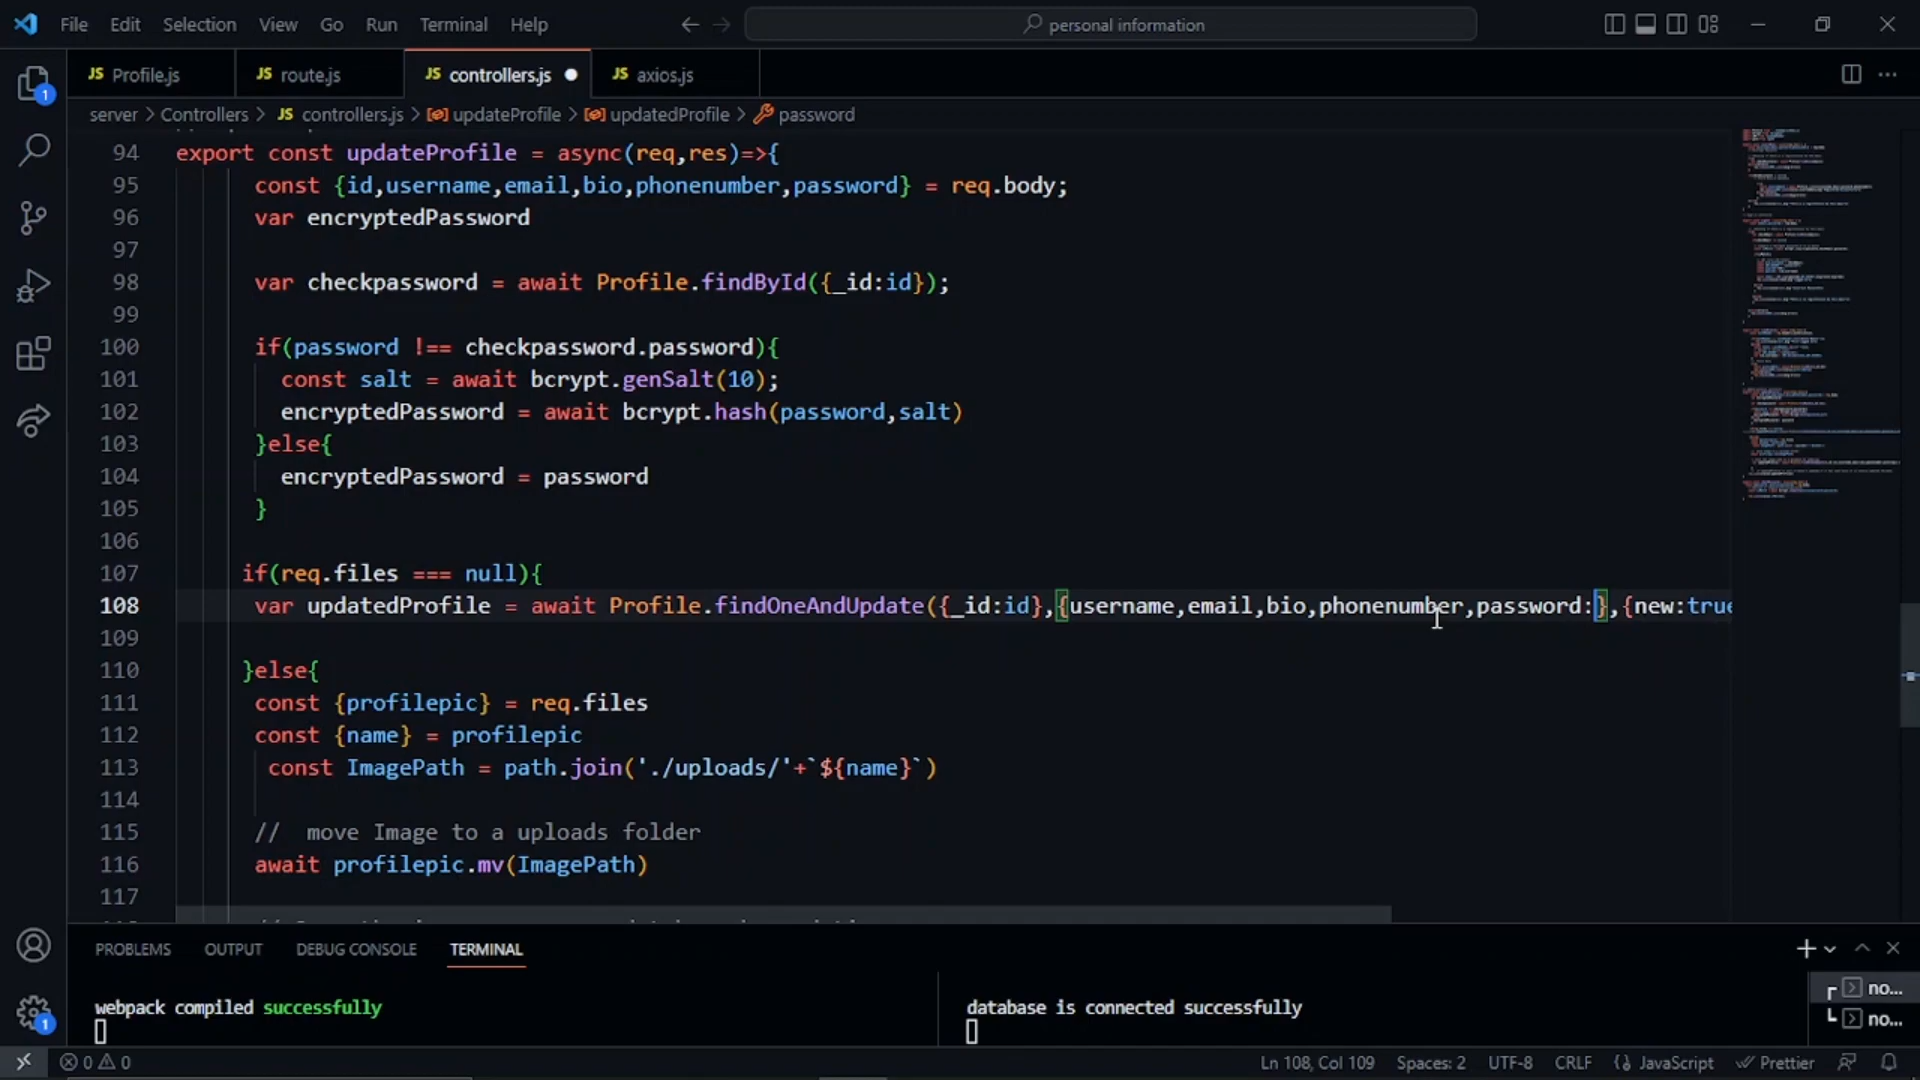 File Edit Selection View Go Run Terminal Help
personal information
JS Profile.js
JS route.js
JS controllers.js
JS axios.js
1
server > Controllers > JS controllers.js > updateProfile > updatedProfile > password
94 export const updateProfile = async(req,res)=>{
95 const {id,username,email,bio,phonenumber,password} = req.body;
96 var encryptedPassword
97
98 var checkpassword = await Profile.findById({_id:id});
99
100 if(password !== checkpassword.password){
101 const salt = await bcrypt.genSalt(10);
102 encryptedPassword = await bcrypt.hash(password,salt)
103 }else{
104 encryptedPassword = password
105 }
106
107 if(req.files === null){
108 var updatedProfile = await Profile.findOneAndUpdate({_id:id},{username,email,bio,phonenumber,password:},{new:true
109
110 }else{
111 const {profilepic} = req.files
112 const {name} = profilepic
113 const ImagePath = path.join('./uploads/'+`${name}`)
114
115 // move Image to a uploads folder
116 await profilepic.mv(ImagePath)
117
PROBLEMS OUTPUT DEBUG CONSOLE TERMINAL
webpack compiled successfully
database is connected successfully
no...
no...
1
0 0
Ln 108, Col 109 Spaces: 2 UTF-8 CRLF {} JavaScript Prettier